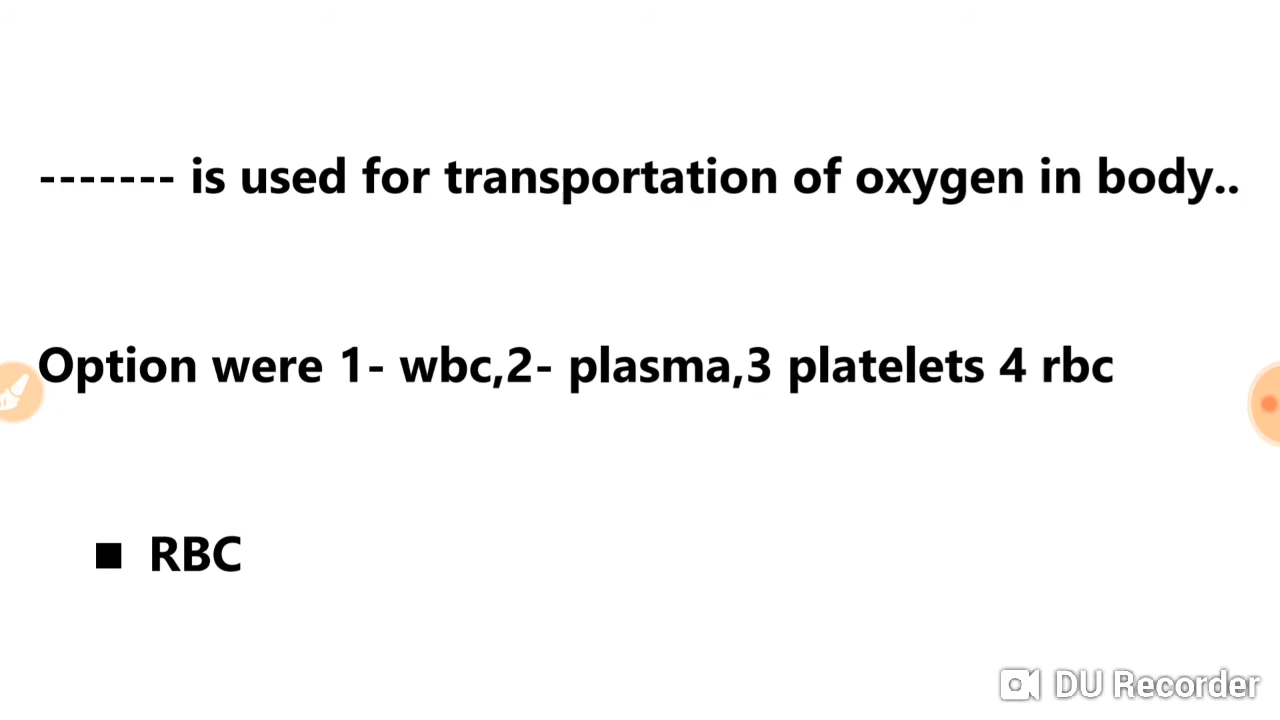 ------- is used for transportation of oxygen in body..
Option were 1- wbc,2- plasma,3 platelets 4 rbc
■ RBC
DU Recorder